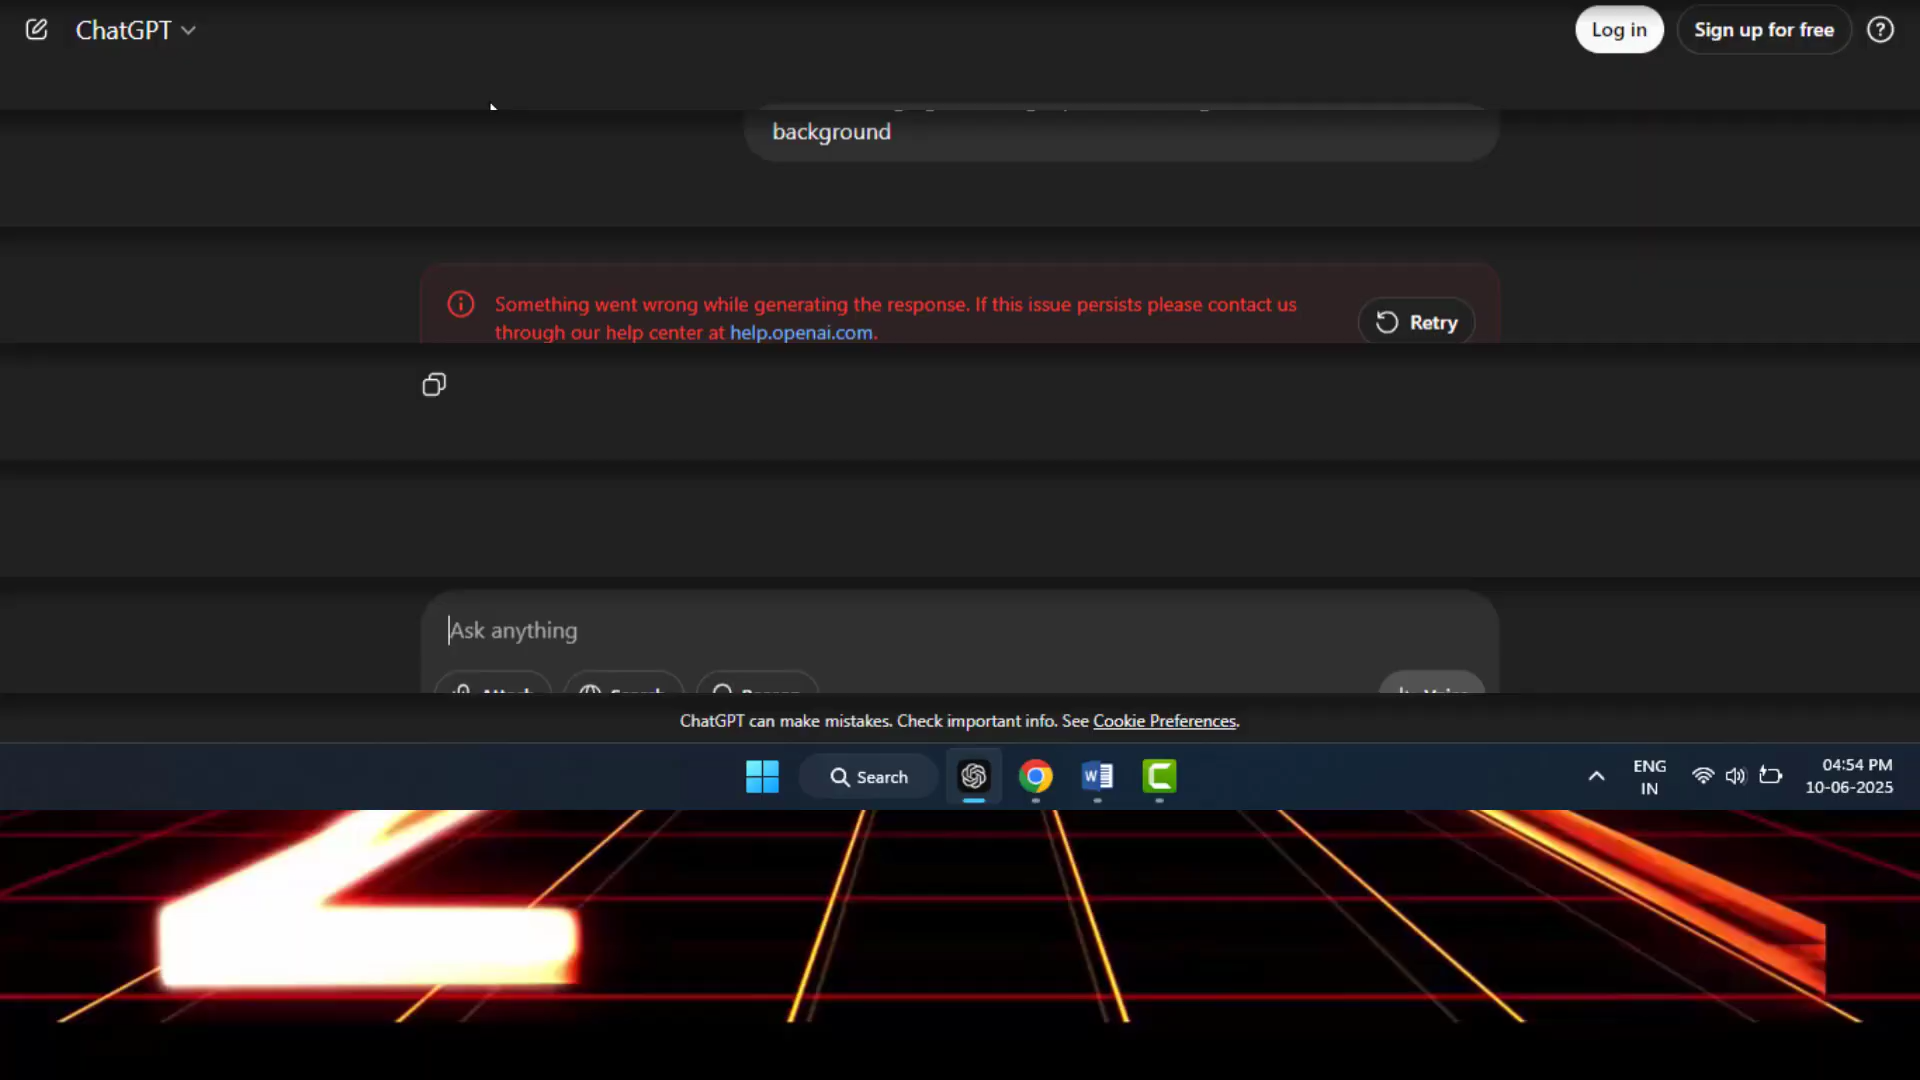 ChatGPT
Log in
Sign up for free
background
Something went wrong while generating the response. If this issue persists please contact us
through our help center at help.openai.com.
Retry
Ask anything
ChatGPT can make mistakes. Check important info. See Cookie Preferences.
Search
ENG
IN
04:54 PM
10-06-2025